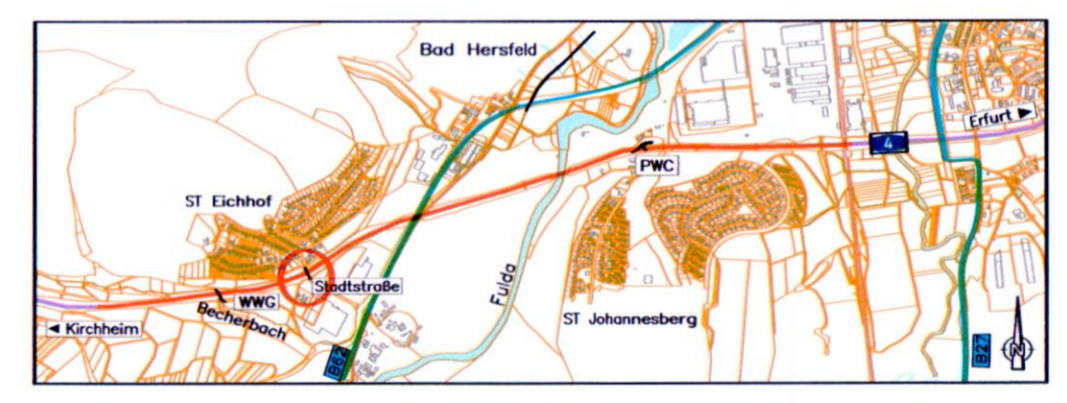 Bad Hersfeld
Erfurt ►
4
PWC
ST Eichhof
Stadtstraße
WWG
Becherbach
◄ Kirchheim
Fulda
ST Johannesberg
B62
B27
N